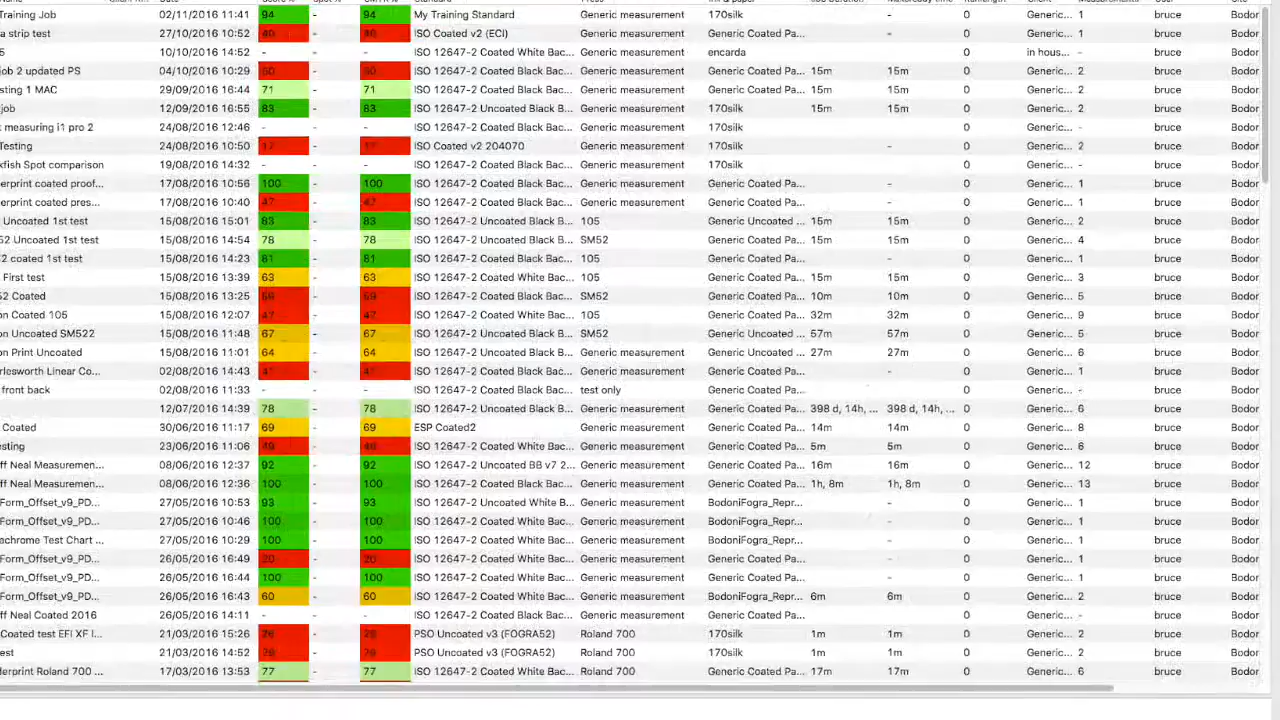 Training Job 02/11/2016 11:41 94 - 94 My Training Standard Generic measurement 170silk - 0 Generic... 1 bruce Bodor
a strip test 27/10/2016 10:52 40 - 40 ISO Coated v2 (ECI) Generic measurement Generic Coated Pa... - 0 Generic... 1 bruce Bodor
5 10/10/2016 14:52 - - - ISO 12647-2 Coated White Bac... Generic measurement encarda - 0 in hous... - bruce Bodor
job 2 updated PS 04/10/2016 10:29 50 - 50 ISO 12647-2 Coated Black Bac... Generic measurement Generic Coated Pa... 15m 15m 0 Generic... 2 bruce Bodor
sting 1 MAC 29/09/2016 16:44 71 - 71 ISO 12647-2 Coated Black Bac... Generic measurement Generic Coated Pa... 15m 15m 0 Generic... 2 bruce Bodor
job 12/09/2016 16:55 83 - 83 ISO 12647-2 Uncoated Black B... Generic measurement 170silk 15m 15m 0 Generic... 2 bruce Bodor
t measuring i1 pro 2 24/08/2016 12:46 - - - ISO 12647-2 Coated Black Bac... Generic measurement 170silk 0 Generic... - bruce Bodor
Testing 24/08/2016 10:50 - ISO Coated v2 204070 Generic measurement 170silk - 0 Generic... 2 bruce Bodor
kfish Spot comparison 19/08/2016 14:32 - - - ISO 12647-2 Coated Black Bac... Generic measurement 170silk 0 Generic... - bruce Bodor
erprint coated proof... 17/08/2016 10:56 100 - 100 ISO 12647-2 Coated Black Bac... Generic measurement Generic Coated Pa... - 0 Generic... 1 bruce Bodor
erprint coated pres... 17/08/2016 10:40 47 - 47 ISO 12647-2 Coated Black Bac... Generic measurement Generic Coated Pa... - 0 Generic... 1 bruce Bodor
Uncoated 1st test 15/08/2016 15:01 83 - 83 ISO 12647-2 Uncoated Black B... 105 Generic Uncoated ... 15m 15m 0 Generic... 2 bruce Bodor
52 Uncoated 1st test 15/08/2016 14:54 78 - 78 ISO 12647-2 Uncoated Black B... SM52 Generic Uncoated ... 15m 15m 0 Generic... 4 bruce Bodor
2 coated 1st test 15/08/2016 14:23 81 - 81 ISO 12647-2 Coated Black Bac... 105 Generic Coated Pa... - 0 Generic... 1 bruce Bodor
First test 15/08/2016 13:39 63 - 63 ISO 12647-2 Coated White Bac... 105 Generic Coated Pa... 15m 15m 0 Generic... 3 bruce Bodor
52 Coated 15/08/2016 13:25 59 - 59 ISO 12647-2 Coated Black Bac... SM52 Generic Coated Pa... 10m 10m 0 Generic... 5 bruce Bodor
on Coated 105 15/08/2016 12:07 47 - 47 ISO 12647-2 Coated White Bac... 105 Generic Coated Pa... 32m 32m 0 Generic... 9 bruce Bodor
on Uncoated SM522 15/08/2016 11:48 67 - 67 ISO 12647-2 Uncoated Black B... SM52 Generic Uncoated ... 57m 57m 0 Generic... 5 bruce Bodor
on Print Uncoated 15/08/2016 11:01 64 - 64 ISO 12647-2 Uncoated Black B... Generic measurement Generic Uncoated ... 27m 27m 0 Generic... 6 bruce Bodor
rlesworth Linear Co... 02/08/2016 14:43 - ISO 12647-2 Coated Black Bac... Generic measurement Generic Coated Pa... - 0 Generic... 1 bruce Bodor
front back 02/08/2016 11:33 - - - ISO 12647-2 Coated Black Bac... test only Generic Coated Pa... 0 Generic... - bruce Bodor
12/07/2016 14:39 78 - 78 ISO 12647-2 Uncoated Black B... Generic measurement Generic Coated Pa... 398 d, 14h, ... 398 d, 14h, ... 0 Generic... 6 bruce Bodor
Coated 30/06/2016 11:17 69 - 69 ESP Coated2 Generic measurement Generic Coated Pa... 14m 14m 0 Generic... 8 bruce Bodor
esting 23/06/2016 11:06 - ISO 12647-2 Coated White Bac... Generic measurement Generic Coated Pa... 5m 5m 0 Generic... 6 bruce Bodor
ff Neal Measuremen... 08/06/2016 12:37 92 - 92 ISO 12647-2 Uncoated BB v7 2... Generic measurement Generic Coated Pa... 16m 16m 0 Generic... 12 bruce Bodor
ff Neal Measuremen... 08/06/2016 12:36 100 - 100 ISO 12647-2 Coated Black Bac... Generic measurement Generic Coated Pa... 1h, 8m 1h, 8m 0 Generic... 13 bruce Bodor
Form_Offset_v9_PD... 27/05/2016 10:53 93 - 93 ISO 12647-2 Uncoated White B... Generic measurement BodoniFogra_Repr... - 0 Generic... 1 bruce Bodor
Form_Offset_v9_PD... 27/05/2016 10:46 100 - 100 ISO 12647-2 Coated White Bac... Generic measurement BodoniFogra_Repr... - 0 Generic... 1 bruce Bodor
achrome Test Chart ... 27/05/2016 10:29 100 - 100 ISO 12647-2 Coated White Bac... Generic measurement BodoniFogra_Repr... - 0 Generic... 1 bruce Bodor
Form_Offset_v9_PD... 26/05/2016 16:49 20 - 20 ISO 12647-2 Coated White Bac... Generic measurement Generic Coated Pa... - 0 Generic... 1 bruce Bodor
Form_Offset_v9_PD... 26/05/2016 16:44 100 - 100 ISO 12647-2 Coated White Bac... Generic measurement Generic Coated Pa... - 0 Generic... 1 bruce Bodor
Form_Offset_v9_PD... 26/05/2016 16:43 60 - 60 ISO 12647-2 Coated White Bac... Generic measurement BodoniFogra_Repr... 6m 6m 0 Generic... 2 bruce Bodor
ff Neal Coated 2016 26/05/2016 14:11 - - - ISO 12647-2 Coated White Bac... Generic measurement Generic Coated Pa... 0 Generic... - bruce Bodor
Coated test EFI XF I... 21/03/2016 15:26 - PSO Uncoated v3 (FOGRA52) Roland 700 170silk 1m 1m 0 Generic... 2 bruce Bodor
est 21/03/2016 14:52 - PSO Uncoated v3 (FOGRA52) Roland 700 170silk 1m 1m 0 Generic... 2 bruce Bodor
ferprint Roland 700 ... 17/03/2016 13:53 77 - 77 ISO 12647-2 Coated Black Bac... Roland 700 Generic Coated Pa... 17m 17m 0 Generic... 6 bruce Bodor